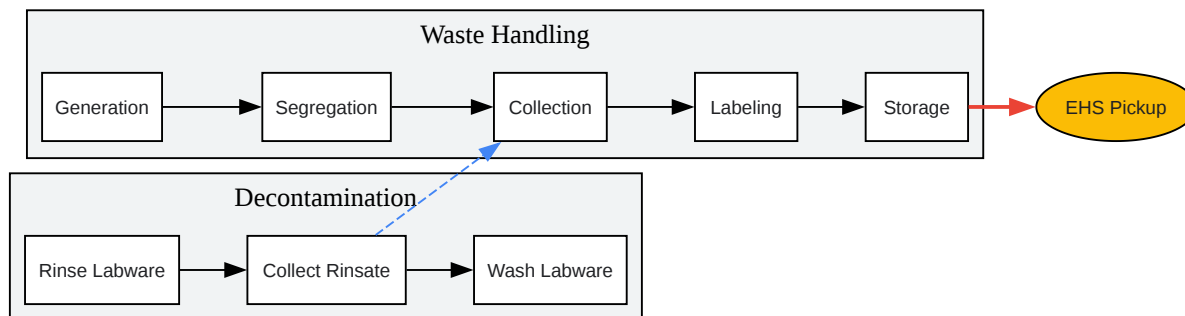 Waste Handling
Generation
Segregation
Collection
Labeling
Storage
EHS Pickup
Decontamination
Rinse Labware
Collect Rinsate
Wash Labware